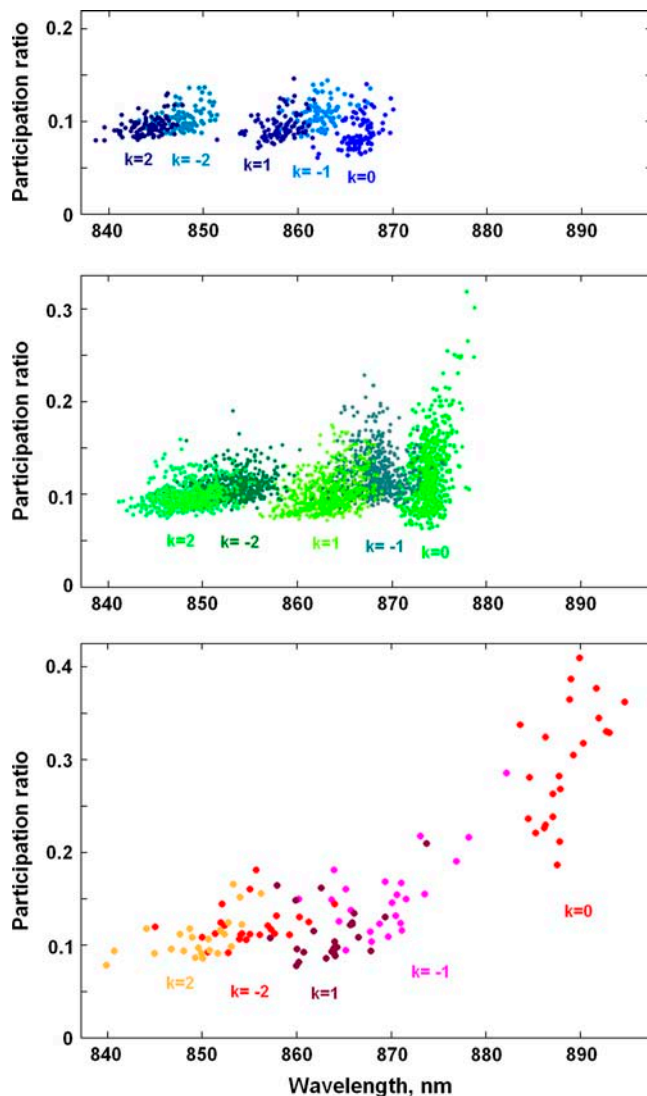 Participation ratio
0.2
0.1
0
k=2
k= -2
k=1
k= -1
k=0
840
850
860
870
880
890
Participation ratio
0.3
0.2
0.1
0
k=2
k= -2
k=1
k= -1
k=0
840
850
860
870
880
890
Participation ratio
0.4
0.3
0.2
0.1
0
k=2
k= -2
k=1
k= -1
k=0
840
850
860
870
880
890
Wavelength, nm